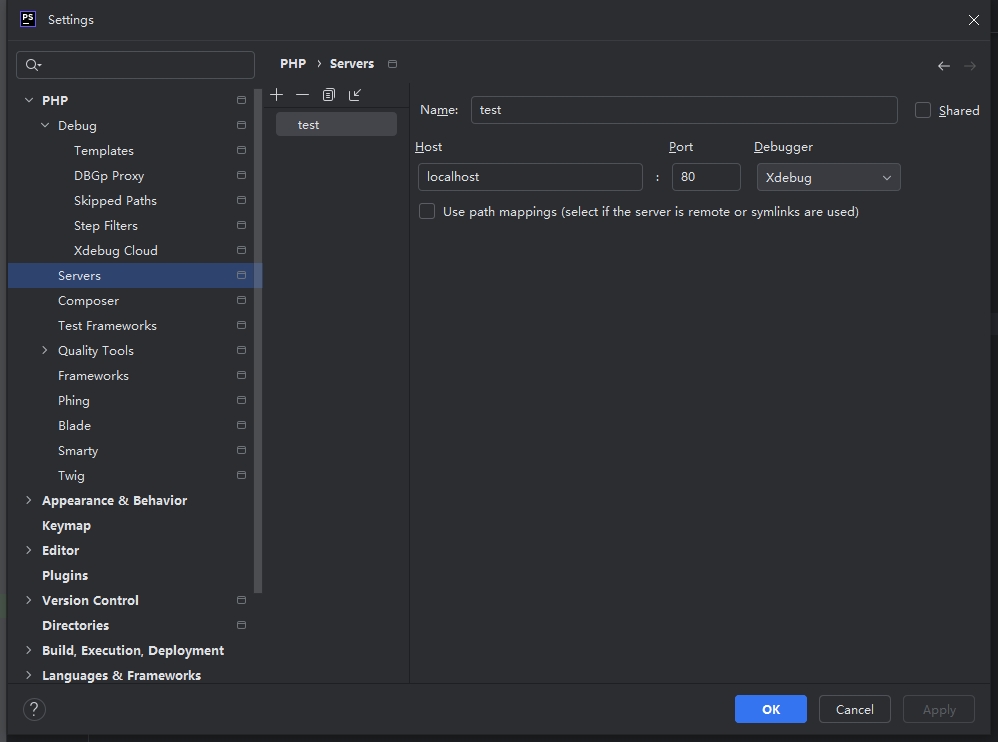 PS Settings
PHP › Servers
PHP
Debug
Templates
DBGp Proxy
Skipped Paths
Step Filters
Xdebug Cloud
Servers
Composer
Test Frameworks
Quality Tools
Frameworks
Phing
Blade
Smarty
Twig
Appearance & Behavior
Keymap
Editor
Plugins
Version Control
Directories
Build, Execution, Deployment
Languages & Frameworks
test
Name: test Shared
Host Port Debugger
localhost : 80 Xdebug
Use path mappings (select if the server is remote or symlinks are used)
? OK Cancel Apply